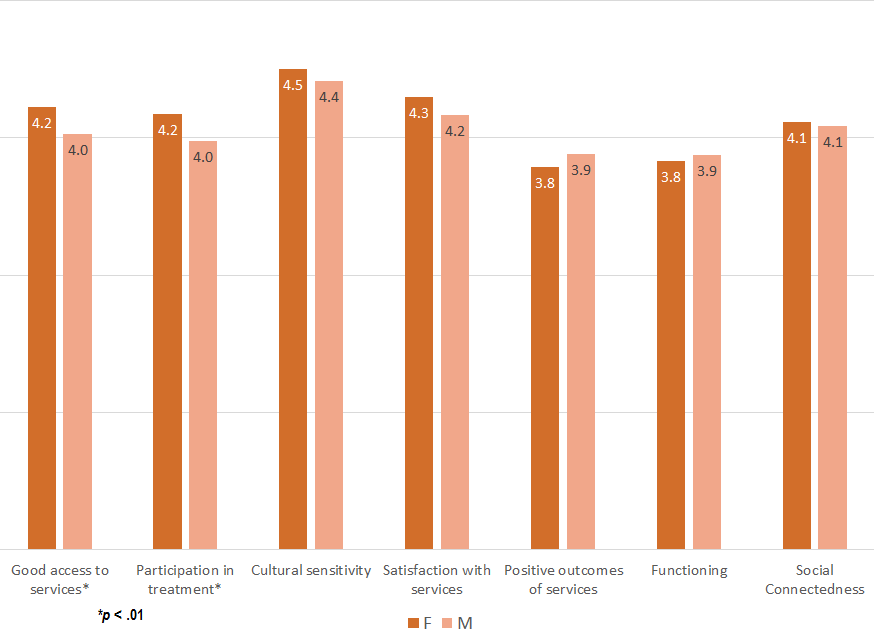 4.2
4.0
4.2
4.0
4.5
4.4
4.3
4.2
3.8
3.9
3.8
3.9
4.1
4.1
Good access to
services*
Participation in
treatment*
Cultural sensitivity
Satisfaction with
services
Positive outcomes
of services
Functioning
Social
Connectedness
*p < .01
F M